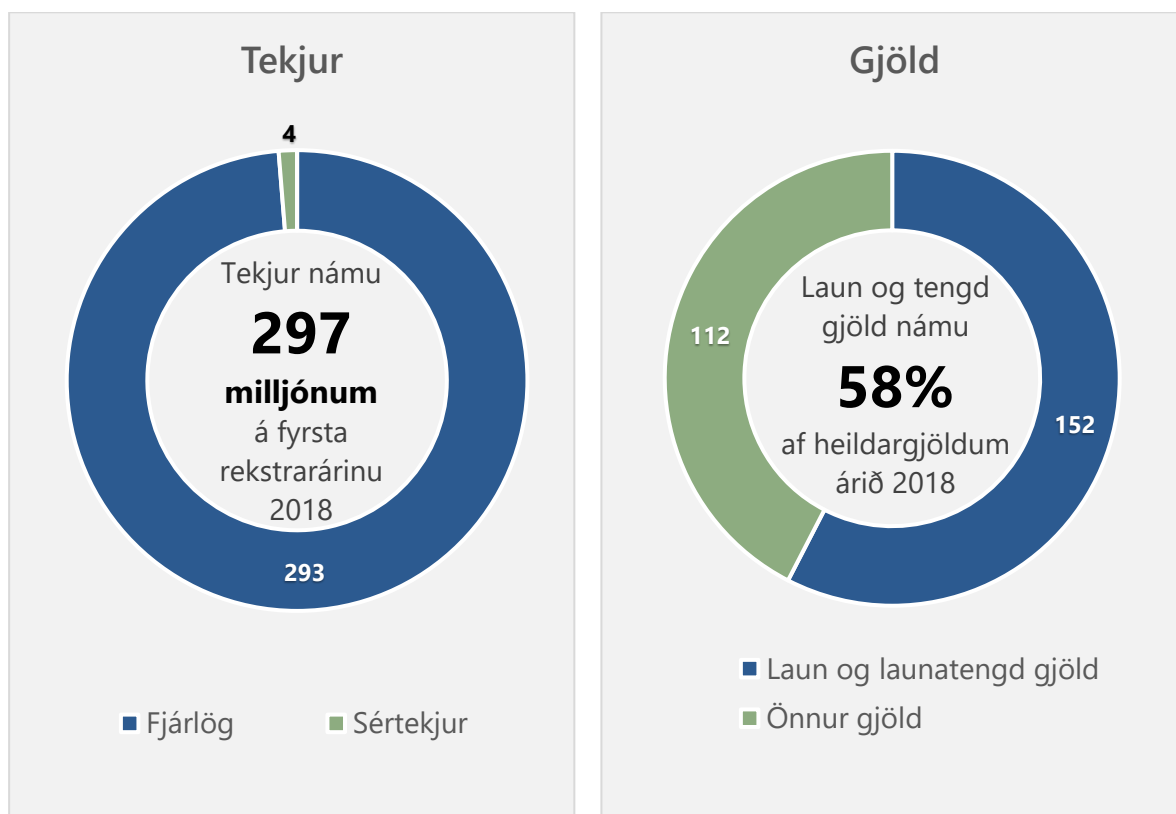 Tekjur
4
Tekjur námu
297
milljónum
á fyrsta
rekstrarárinu
2018
293
Fjárlög
Sértekjur
Gjöld
Laun og tengd
gjöld námu
58%
af heildargjöldum
árið 2018
112
152
Laun og launatengd gjöld
Önnur gjöld